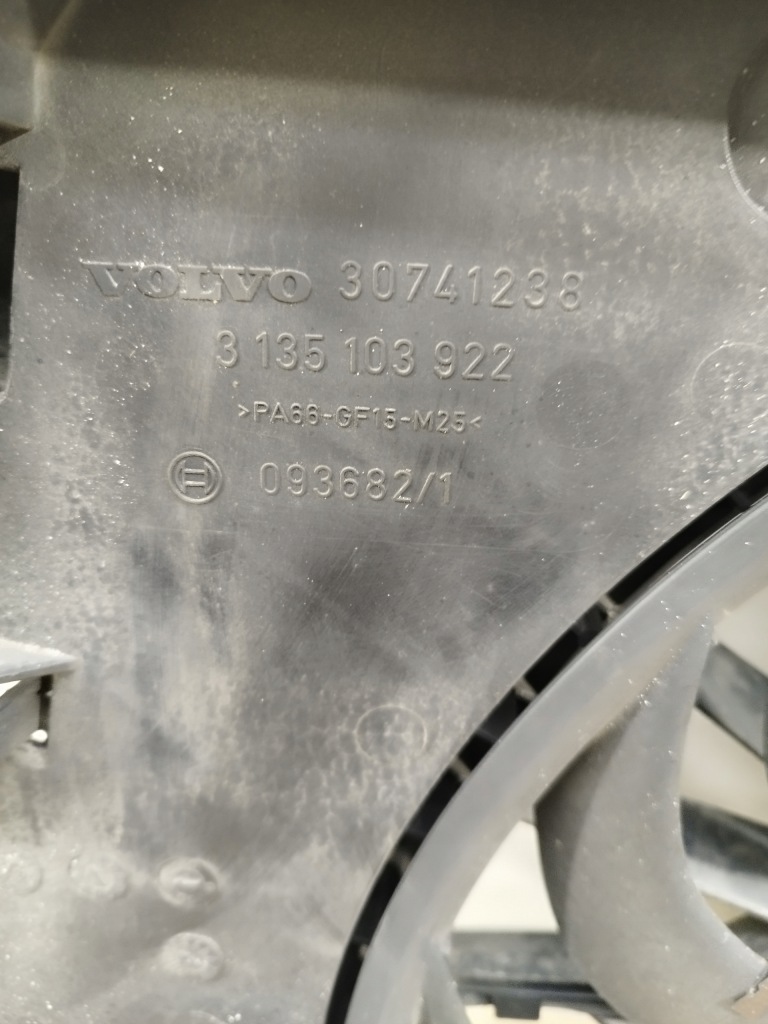 VOLVO 30741238
3 135 103 922
>PA66-GF15-M25<
093682/1